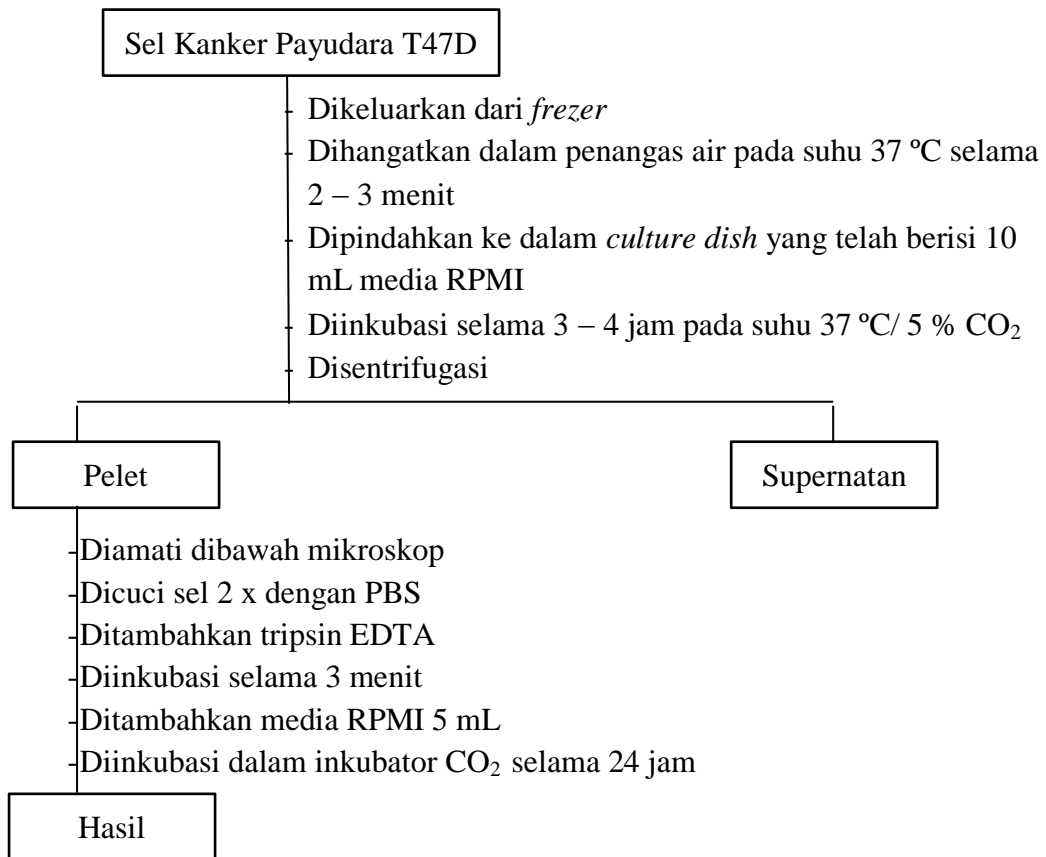 Sel Kanker Payudara T47D
- Dikeluarkan dari frezer
- Dihangatkan dalam penangas air pada suhu 37 ºC selama
2 – 3 menit
- Dipindahkan ke dalam culture dish yang telah berisi 10
mL media RPMI
- Diinkubasi selama 3 – 4 jam pada suhu 37 ºC/ 5 % CO₂
- Disentrifugasi
Pelet
Supernatan
-Diamati dibawah mikroskop
-Dicuci sel 2 x dengan PBS
-Ditambahkan tripsin EDTA
-Diinkubasi selama 3 menit
-Ditambahkan media RPMI 5 mL
-Diinkubasi dalam inkubator CO₂ selama 24 jam
Hasil